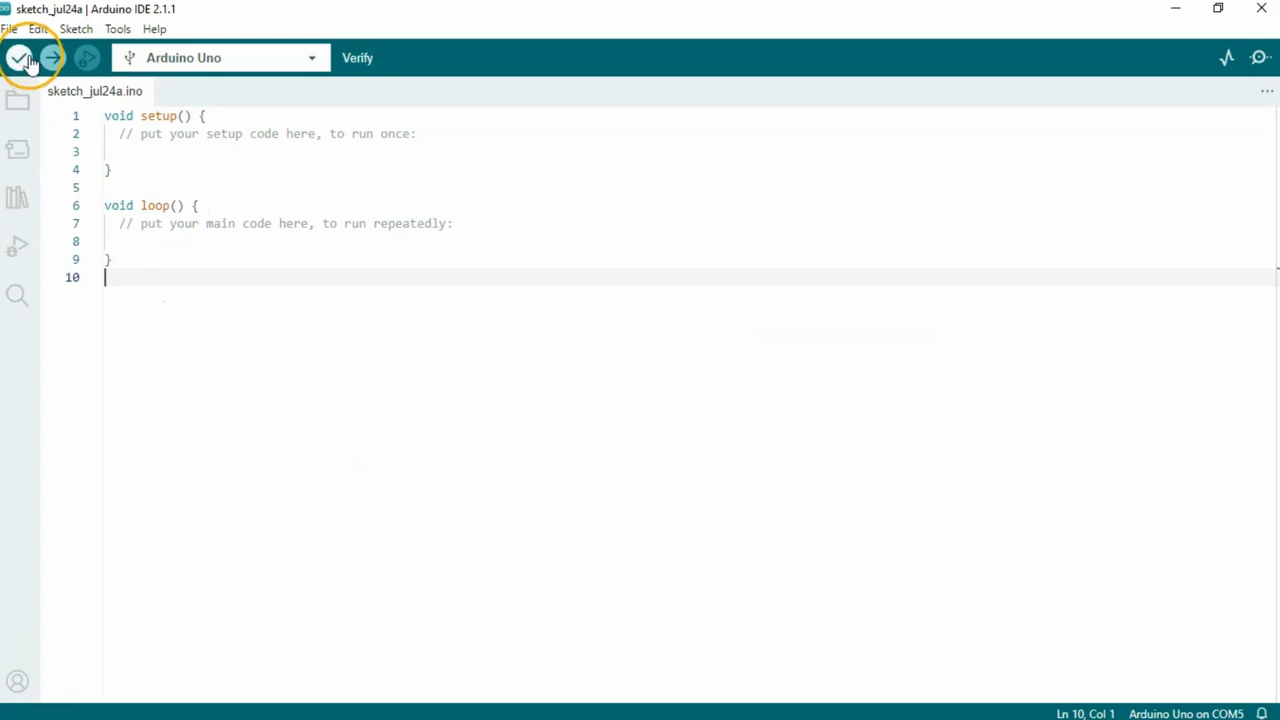 sketch_jul24a | Arduino IDE 2.1.1
File Edit Sketch Tools Help
Arduino Uno Verify
sketch_jul24a.ino
1 void setup() {
2 // put your setup code here, to run once:
3
4 }
5
6 void loop() {
7 // put your main code here, to run repeatedly:
8
9 }
10
Ln 10, Col 1 Arduino Uno on COM5